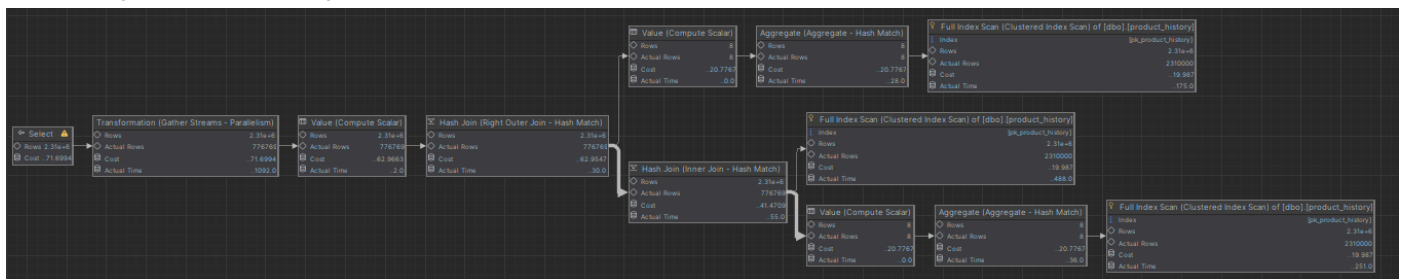 Select
Rows 2.31e+6
Cost ..71.6994
Transformation (Gather Streams - Parallelism)
Rows 2.31e+6
Actual Rows 776769
Cost ..71.6994
Actual Time ..1092.0
Value (Compute Scalar)
Rows 2.31e+6
Actual Rows 776769
Cost ..62.9663
Actual Time ..2.0
Hash Join (Right Outer Join - Hash Match)
Rows 2.31e+6
Actual Rows 776769
Cost ..62.9547
Actual Time ..30.0
Value (Compute Scalar)
Rows 8
Actual Rows 8
Cost ..20.7767
Actual Time ..0.0
Aggregate (Aggregate - Hash Match)
Rows 8
Actual Rows 8
Cost ..20.7767
Actual Time ..28.0
Full Index Scan (Clustered Index Scan) of [dbo].[product_history]
Index [pk_product_history]
Rows 2.31e+6
Actual Rows 2310000
Cost ..19.987
Actual Time ..175.0
Hash Join (Inner Join - Hash Match)
Rows 2.31e+6
Actual Rows 776769
Cost ..41.4709
Actual Time ..55.0
Full Index Scan (Clustered Index Scan) of [dbo].[product_history]
Index [pk_product_history]
Rows 2.31e+6
Actual Rows 2310000
Cost ..19.987
Actual Time ..488.0
Value (Compute Scalar)
Rows 8
Actual Rows 8
Cost ..20.7767
Actual Time ..0.0
Aggregate (Aggregate - Hash Match)
Rows 8
Actual Rows 8
Cost ..20.7767
Actual Time ..36.0
Full Index Scan (Clustered Index Scan) of [dbo].[product_history]
Index [pk_product_history]
Rows 2.31e+6
Actual Rows 2310000
Cost ..19.987
Actual Time ..251.0